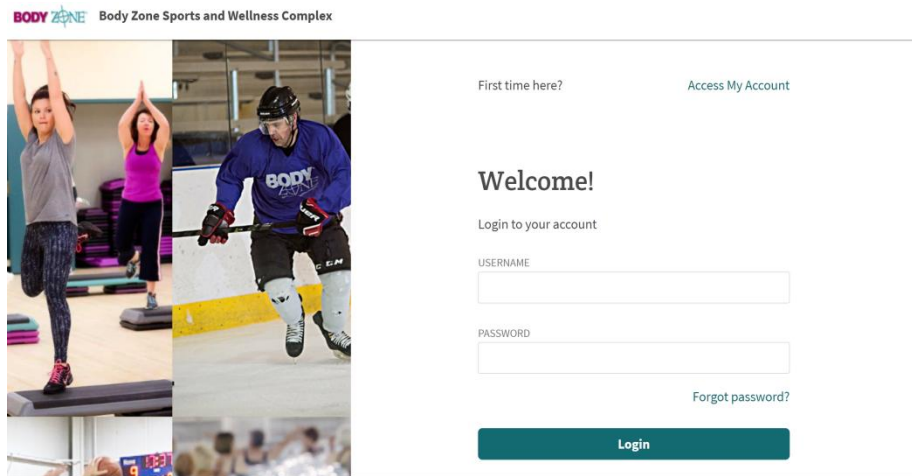 BODY ZONE Body Zone Sports and Wellness Complex
First time here? Access My Account
BODY
ZONE
Welcome!
Login to your account
USERNAME
PASSWORD
Forgot password?
Login